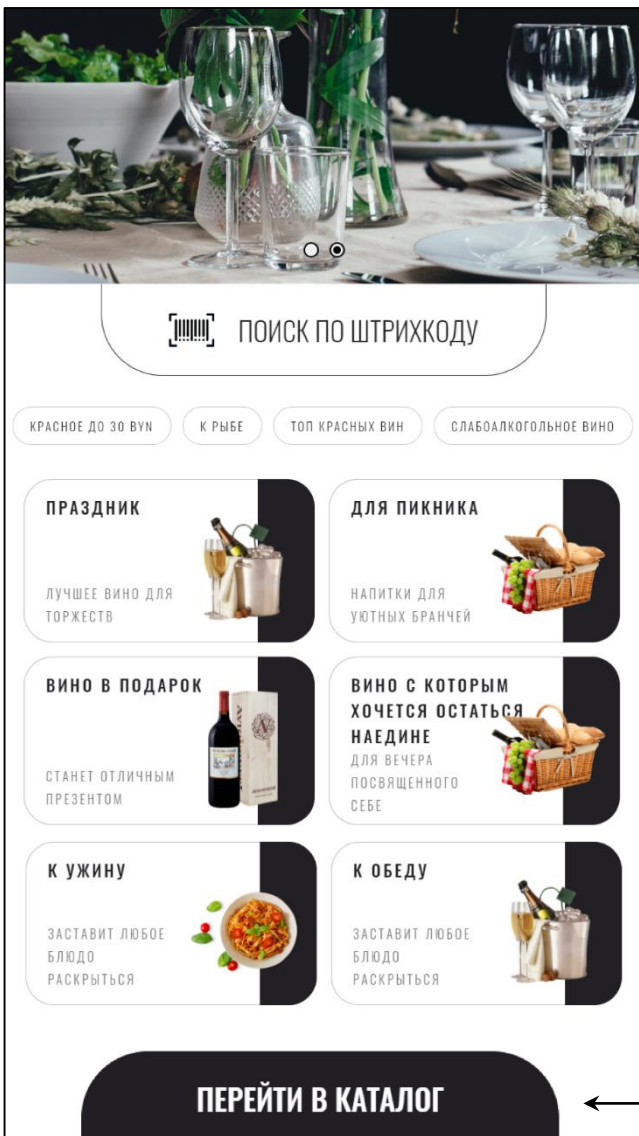 ПОИСК ПО ШТРИХКОДУ
КРАСНОЕ ДО 30 BYN
К РЫБЕ
ТОП КРАСНЫХ ВИН
СЛАБОАЛКОГОЛЬНОЕ ВИНО
ПРАЗДНИК
ЛУЧШЕЕ ВИНО ДЛЯ
ТОРЖЕСТВ
ДЛЯ ПИКНИКА
НАПИТКИ ДЛЯ
УЮТНЫХ БРАНЧЕЙ
ВИНО В ПОДАРОК
СТАНЕТ ОТЛИЧНЫМ
ПРЕЗЕНТОМ
ВИНО С КОТОРЫМ
ХОЧЕТСЯ ОСТАТЬСЯ
НАЕДИНЕ
ДЛЯ ВЕЧЕРА
ПОСВЯЩЕННОГО
СЕБЕ
К УЖИНУ
ЗАСТАВИТ ЛЮБОЕ
БЛЮДО
РАСКРЫТЬСЯ
К ОБЕДУ
ЗАСТАВИТ ЛЮБОЕ
БЛЮДО
РАСКРЫТЬСЯ
ПЕРЕЙТИ В КАТАЛОГ